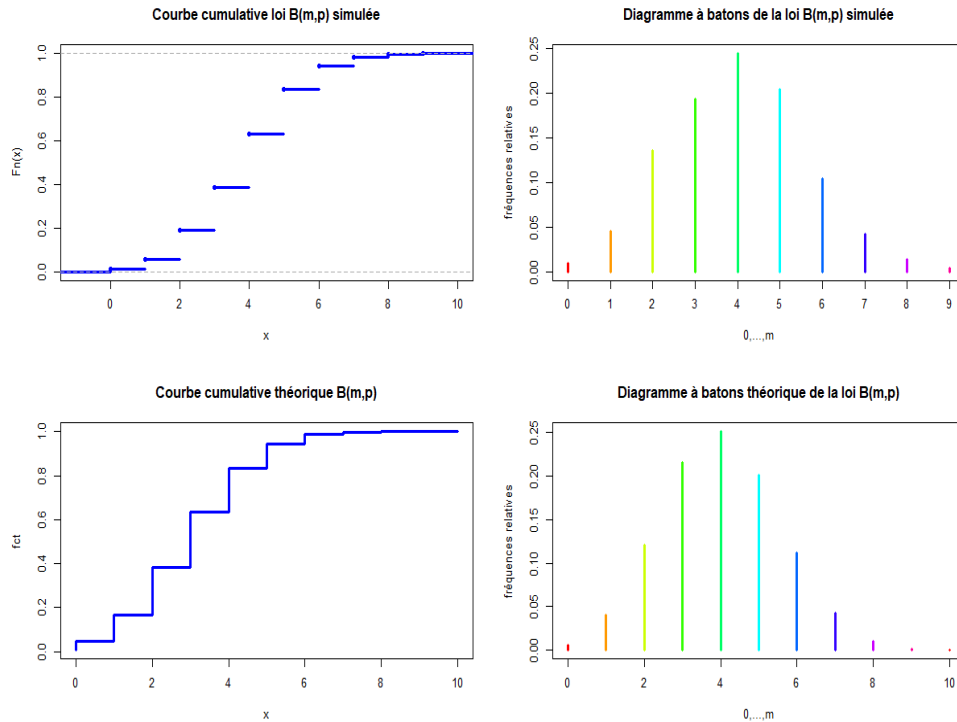 Courbe cumulative loi B(m,p) simulée
Fn(x)
0.0 0.2 0.4 0.6 0.8 1.0
0 2 4 6 8 10
x
Diagramme à batons de la loi B(m,p) simulée
fréquences relatives
0.00 0.05 0.10 0.15 0.20 0.25
0 1 2 3 4 5 6 7 8 9
0,...,m
Courbe cumulative théorique B(m,p)
fct
0.0 0.2 0.4 0.6 0.8 1.0
0 2 4 6 8 10
x
Diagramme à batons théorique de la loi B(m,p)
fréquences relatives
0.00 0.05 0.10 0.15 0.20 0.25
0 2 4 6 8 10
0,...,m